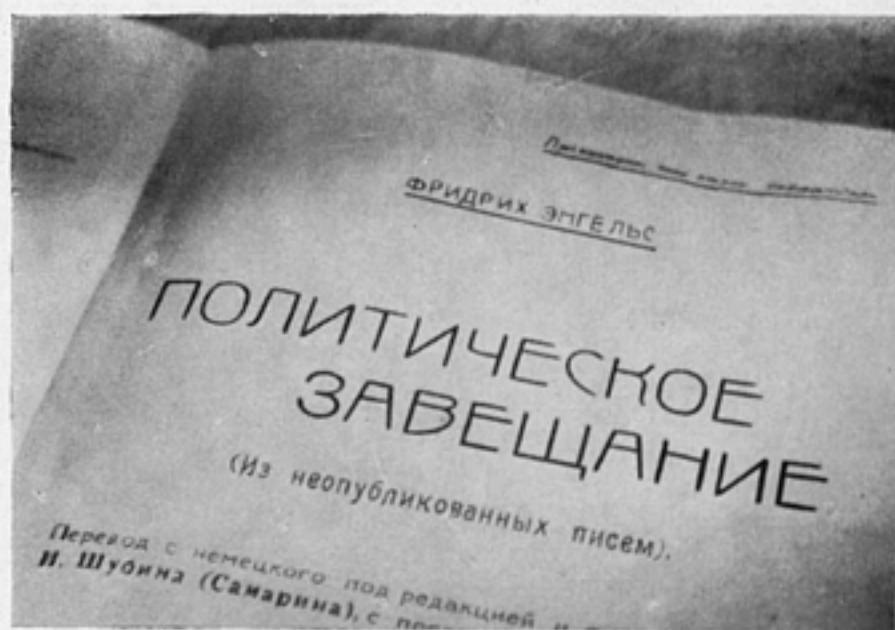 ФРИДРИХ ЭНГЕЛЬС
ПОЛИТИЧЕСКОЕ
ЗАВЕЩАНИЕ
(Из неопубликованных писем).
Перевод с немецкого под редакцией и
И. Шубина (Самарина), с